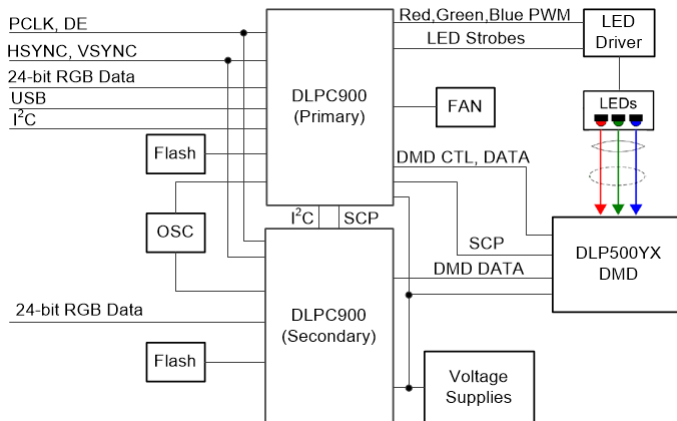 PCLK, DE
HSYNC, VSYNC
24-bit RGB Data
USB
I²C
Flash
OSC
24-bit RGB Data
Flash
DLPC900
(Primary)
I²C
SCP
DLPC900
(Secondary)
Red,Green,Blue PWM
LED Strobes
FAN
DMD CTL, DATA
SCP
DMD DATA
Voltage
Supplies
LED
Driver
LEDs
DLP500YX
DMD